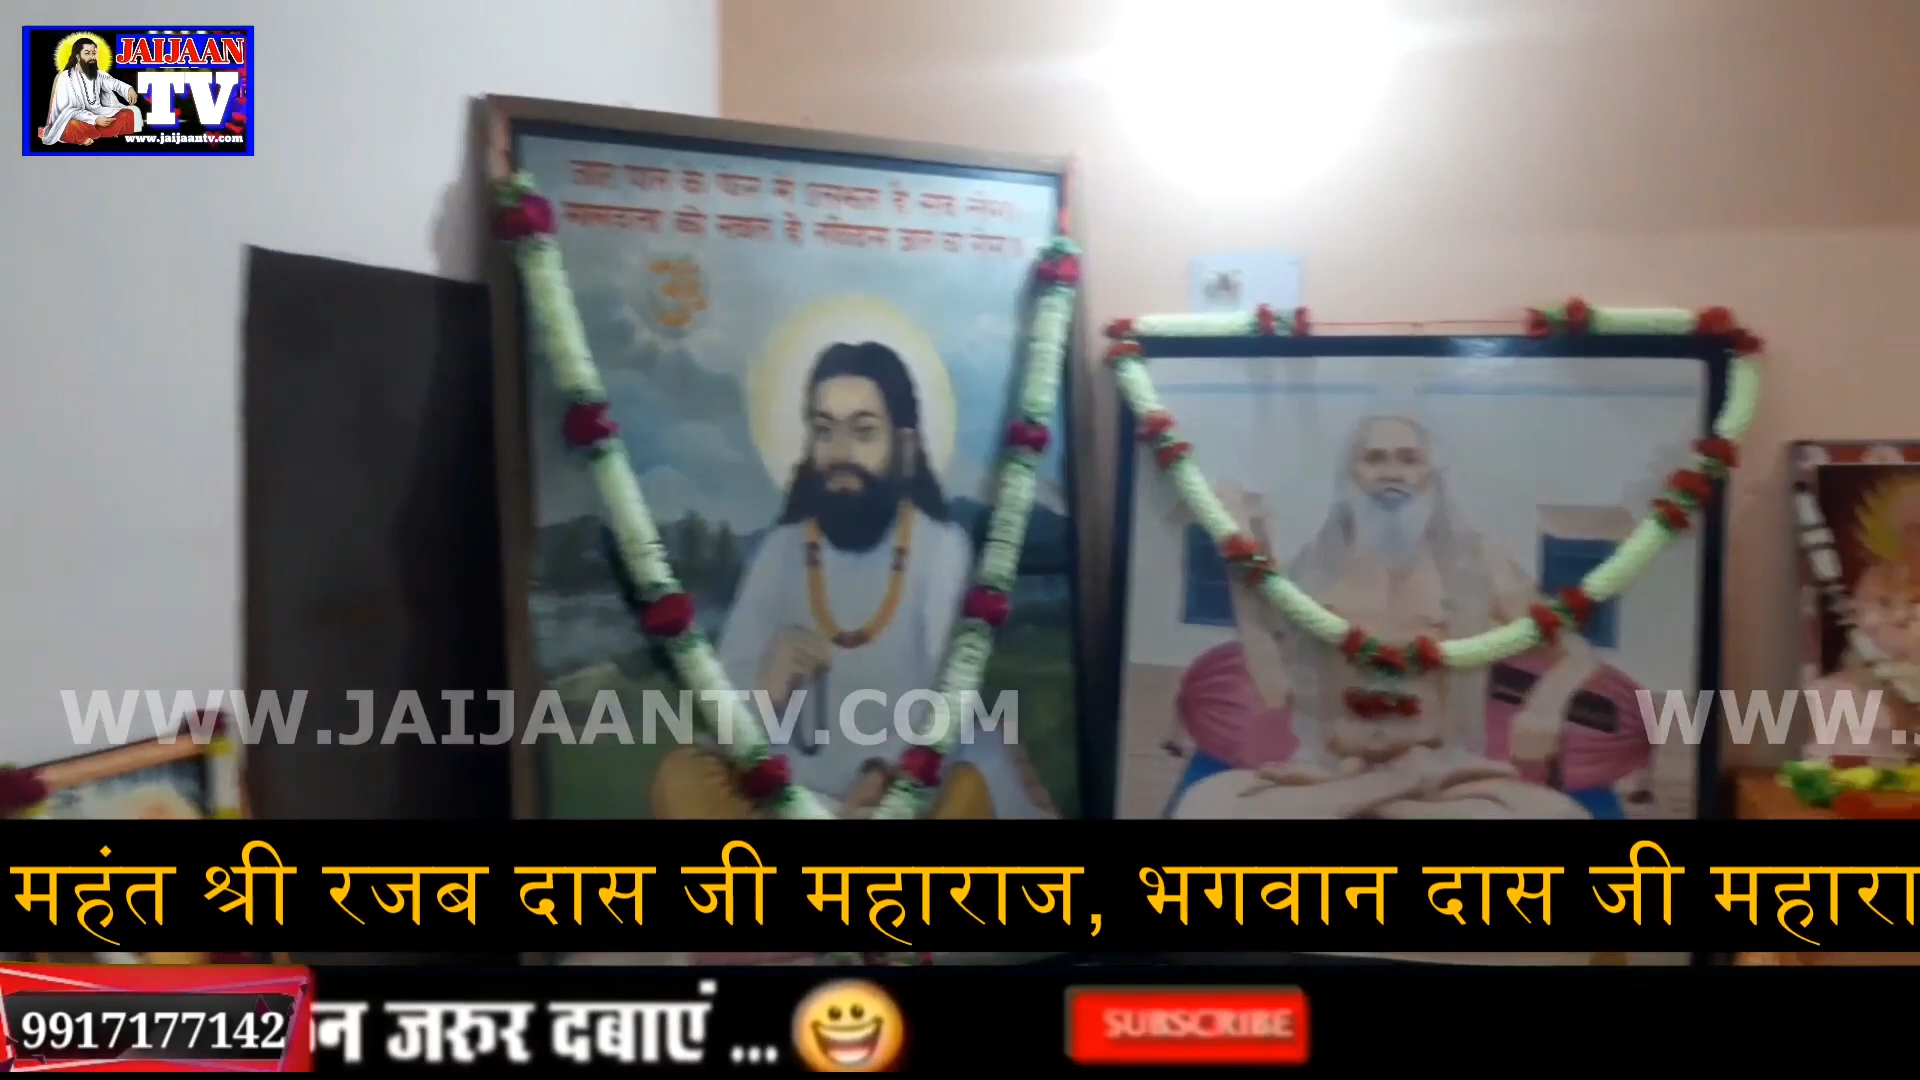 JAIJAAN
TV
www.jaijaantv.com
WWW.JAIJAANTV.COM
WWW.
महंत श्री रजब दास जी महाराज, भगवान दास जी महारा
9917177142
न जरुर दबाएं ...
SUBSCRIBE